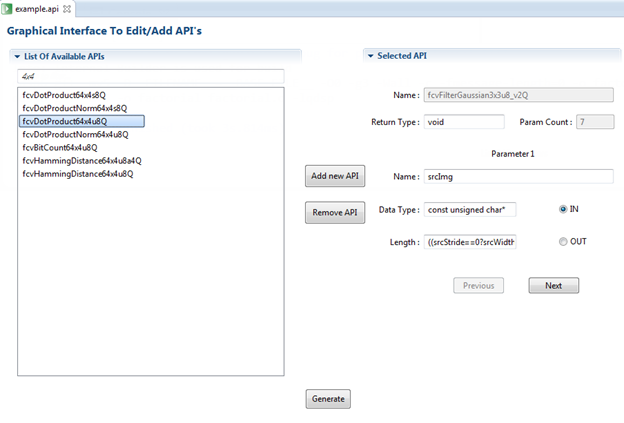 example.api
Graphical Interface To Edit/Add API's
List Of Available APIs
4x4
fcvDotProduct64x4s8Q
fcvDotProductNorm64x4s8Q
fcvDotProduct64x4u8Q
fcvDotProductNorm64x4u8Q
fcvBitCount64x4u8Q
fcvHammingDistance64x4u8a4Q
fcvHammingDistance64x4u8Q
Add new API
Remove API
Generate
Selected API
Name : fcvFilterGaussian3x3u8_v2Q
Return Type : void Param Count : 7
Parameter 1
Name : srcImg
Data Type : const unsigned char* IN
Length : ((srcStride==0?srcWidth OUT
Previous Next